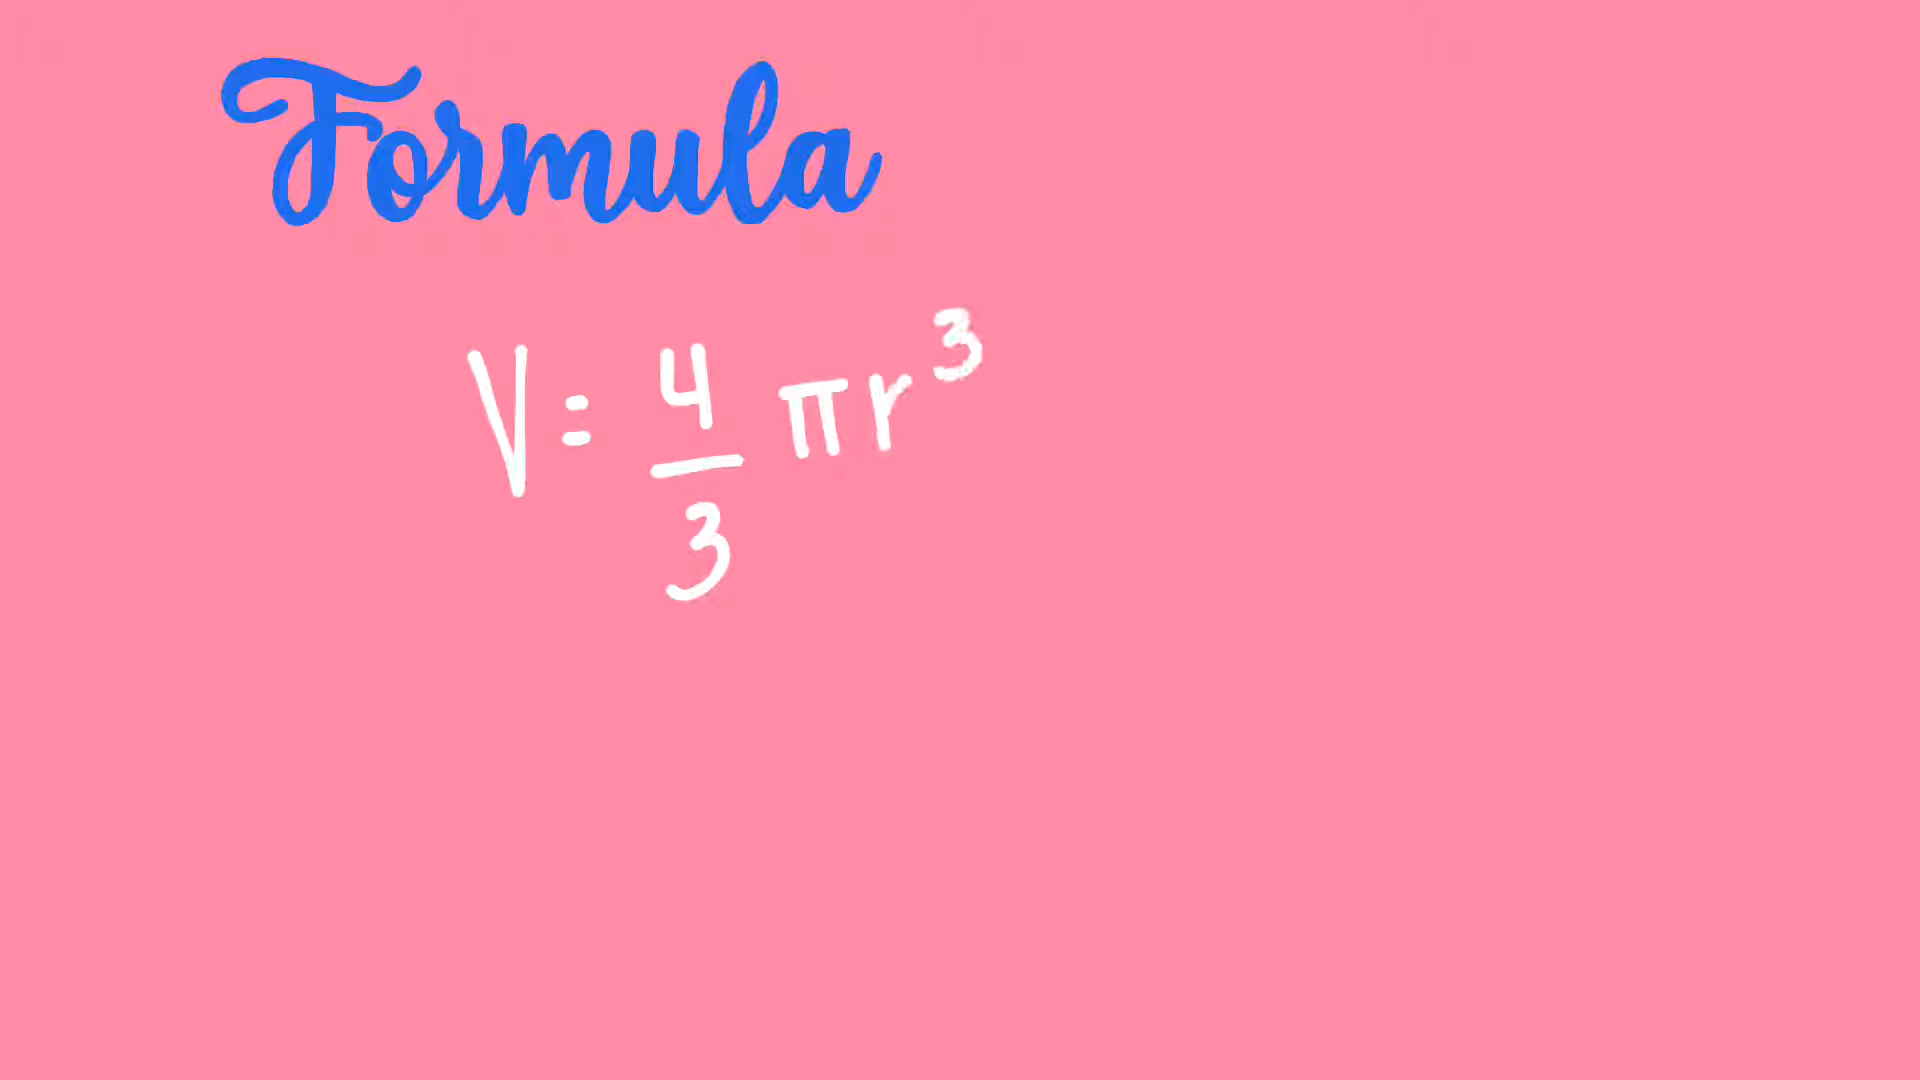 Formula
V = 4/3 πr³